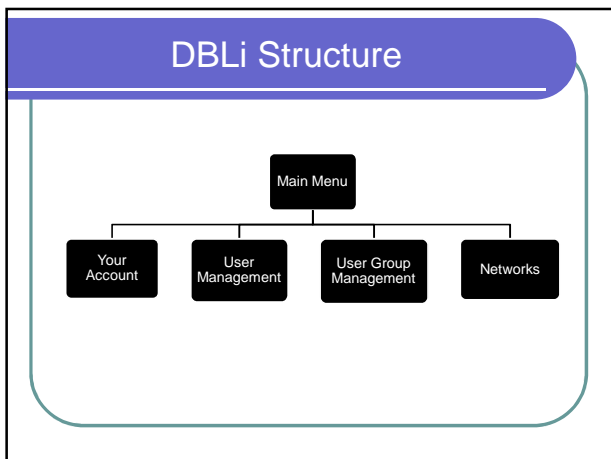 DBLi Structure
Main Menu
Your
Account
User
Management
User Group
Management
Networks